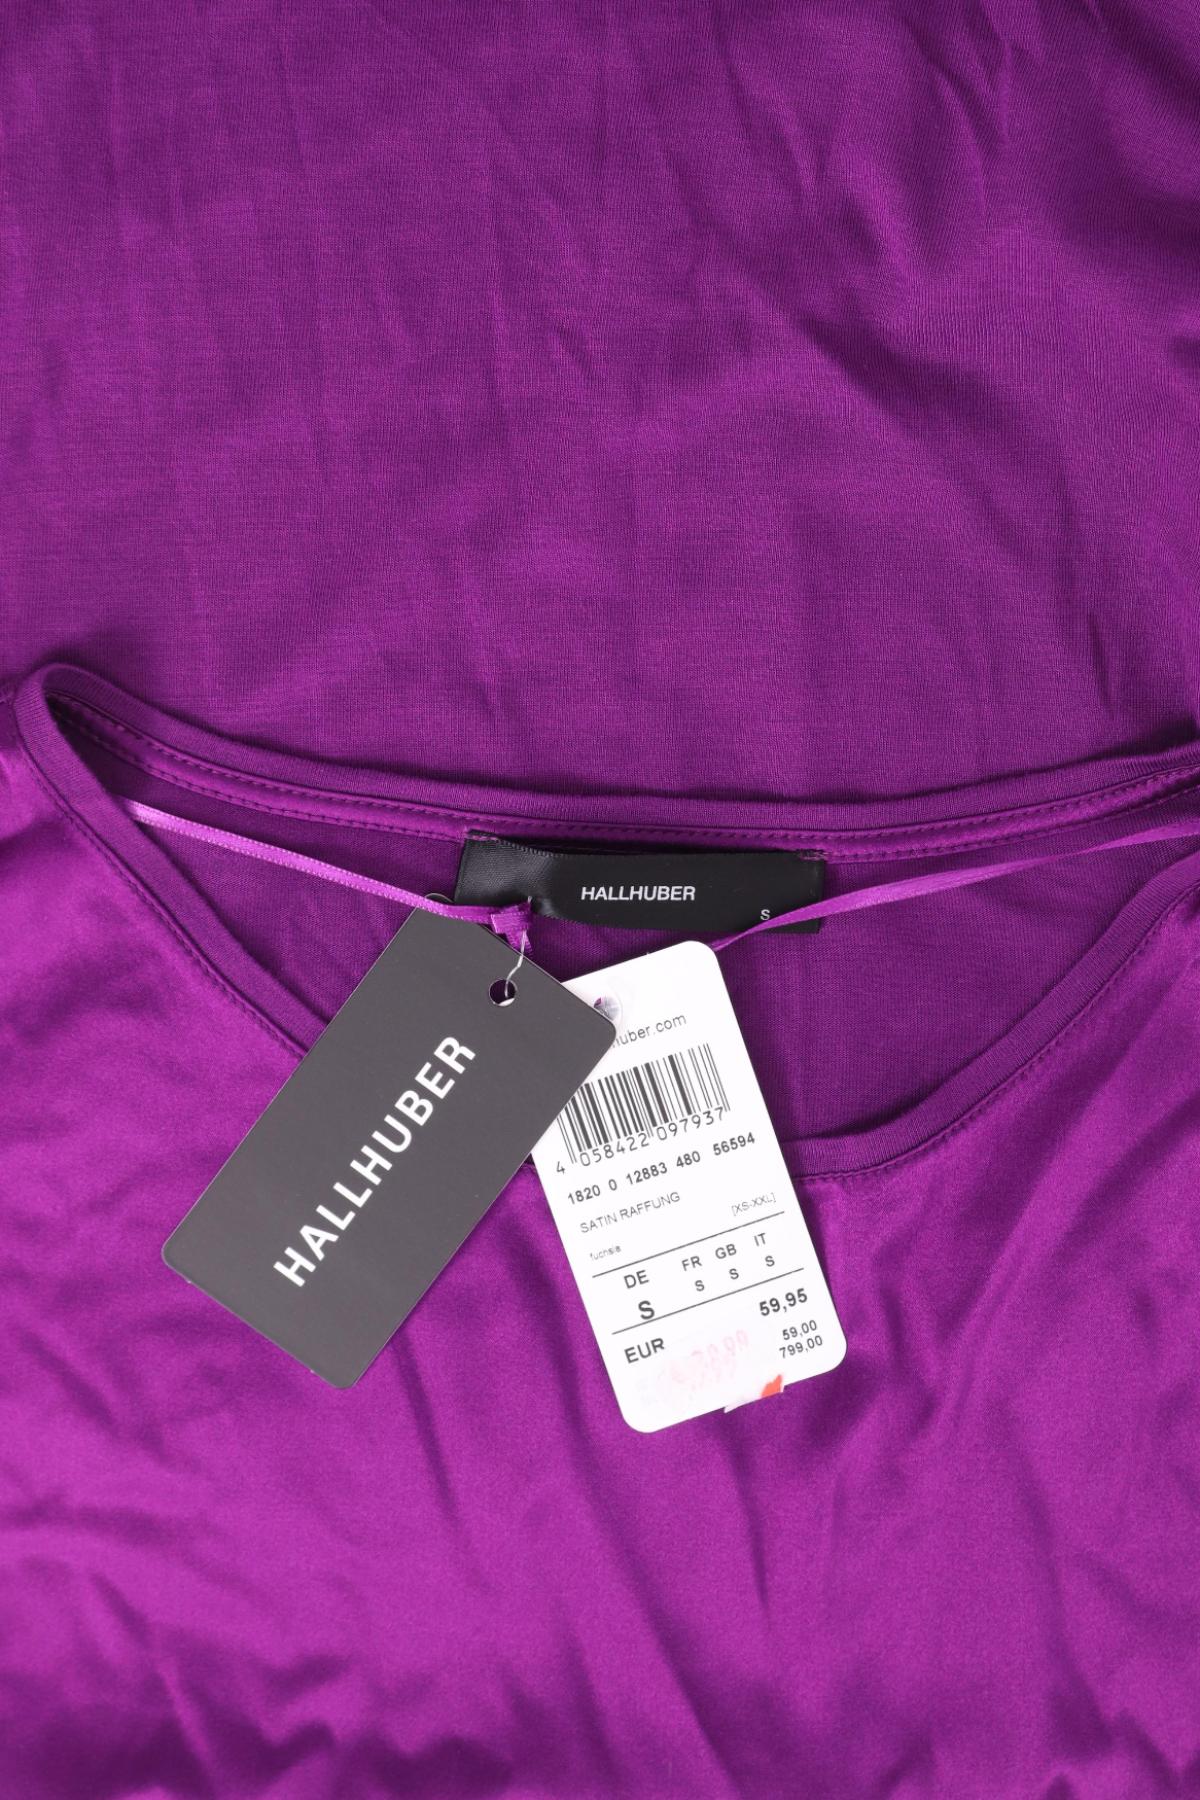 HALLHUBER
S
HALLHUBER
huber.com
4 058422 097937
1820 0 12883 480 56594
SATIN RAFFUNG [XS-XXL]
fuchsia
DE FR GB IT
S S S S
EUR 59,95
59,00
799,00